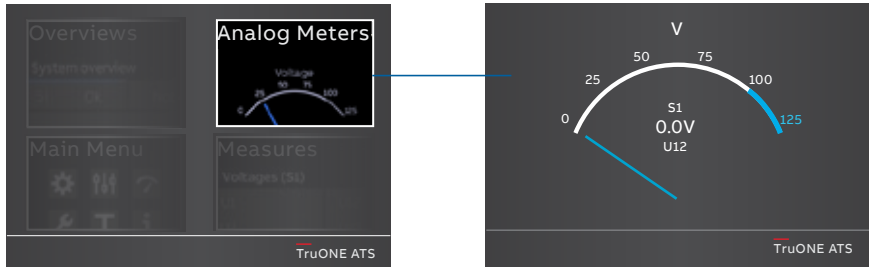 Overviews
System overview
Ok
Analog Meters
Voltage
0 25 50 75 100 125
Main Menu
Measures
Voltages (S1)
TruONE ATS
V
0 25 50 75 100 125
S1
0.0V
U12
TruONE ATS